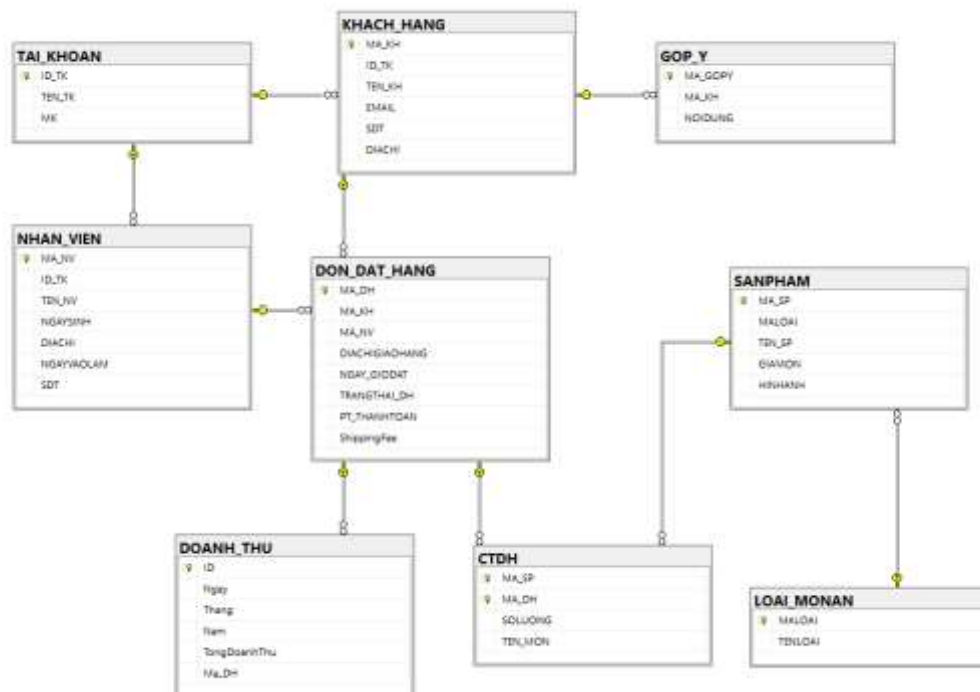 KHACH_HANG
MA_KH
ID_TK
TEN_KH
EMAIL
SDT
DIACHI
TAI_KHOAN
ID_TK
TEN_TK
MK
GOP_Y
MA_GOPY
MA_KH
NOIDUNG
NHAN_VIEN
MA_NV
ID_TK
TEN_NV
NGAYSINH
DIACHI
NGAYVAOLAM
SDT
DON_DAT_HANG
MA_DH
MA_KH
MA_NV
DIACHIGIAOHANG
NGAY_GIODAT
TRANGTHAI_DH
PT_THANHTOAN
ShippingFee
SANPHAM
MA_SP
MALOAI
TEN_SP
GIAMON
HINHANH
DOANH_THU
ID
Ngay
Thang
Nam
TongDoanhThu
Ma_DH
CTDH
MA_SP
MA_DH
SOLUONG
TEN_MON
LOAI_MONAN
MALOAI
TENLOAI